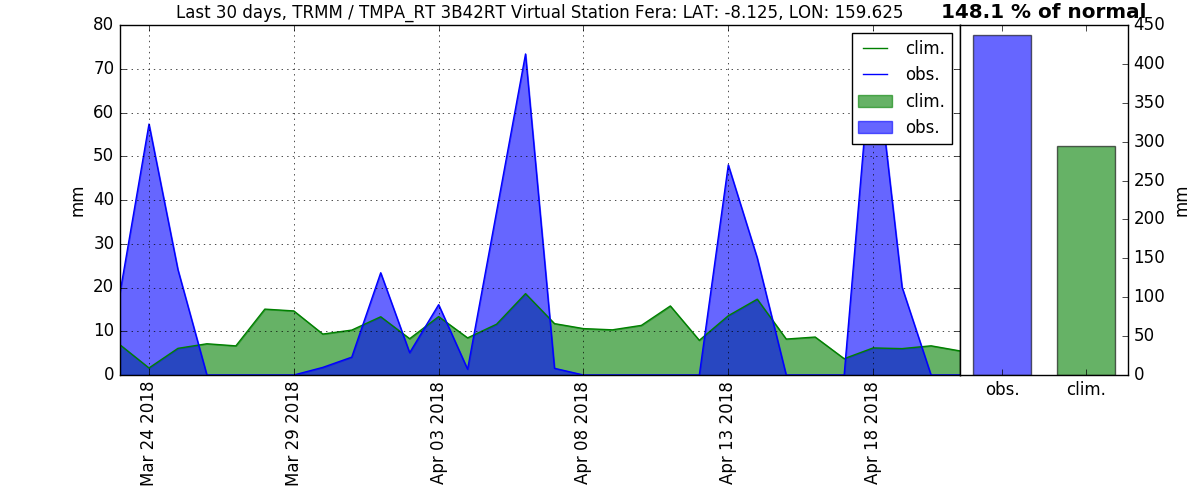 Last 30 days, TRMM / TMPA_RT 3B42RT Virtual Station Fera: LAT: -8.125, LON: 159.625
148.1 % of normal
80
70
60
50
40
30
20
10
0
mm
clim.
obs.
clim.
obs.
Mar 24 2018
Mar 29 2018
Apr 03 2018
Apr 08 2018
Apr 13 2018
Apr 18 2018
450
400
350
300
250
200
150
100
50
0
mm
obs.
clim.